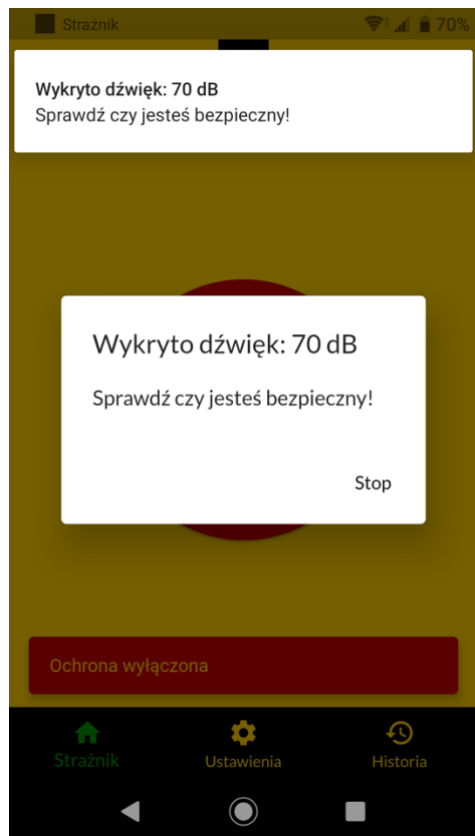 Strażnik
70%
Wykryto dźwięk: 70 dB
Sprawdź czy jesteś bezpieczny!
Wykryto dźwięk: 70 dB
Sprawdź czy jesteś bezpieczny!
Stop
Ochrona wyłączona
Strażnik
Ustawienia
Historia